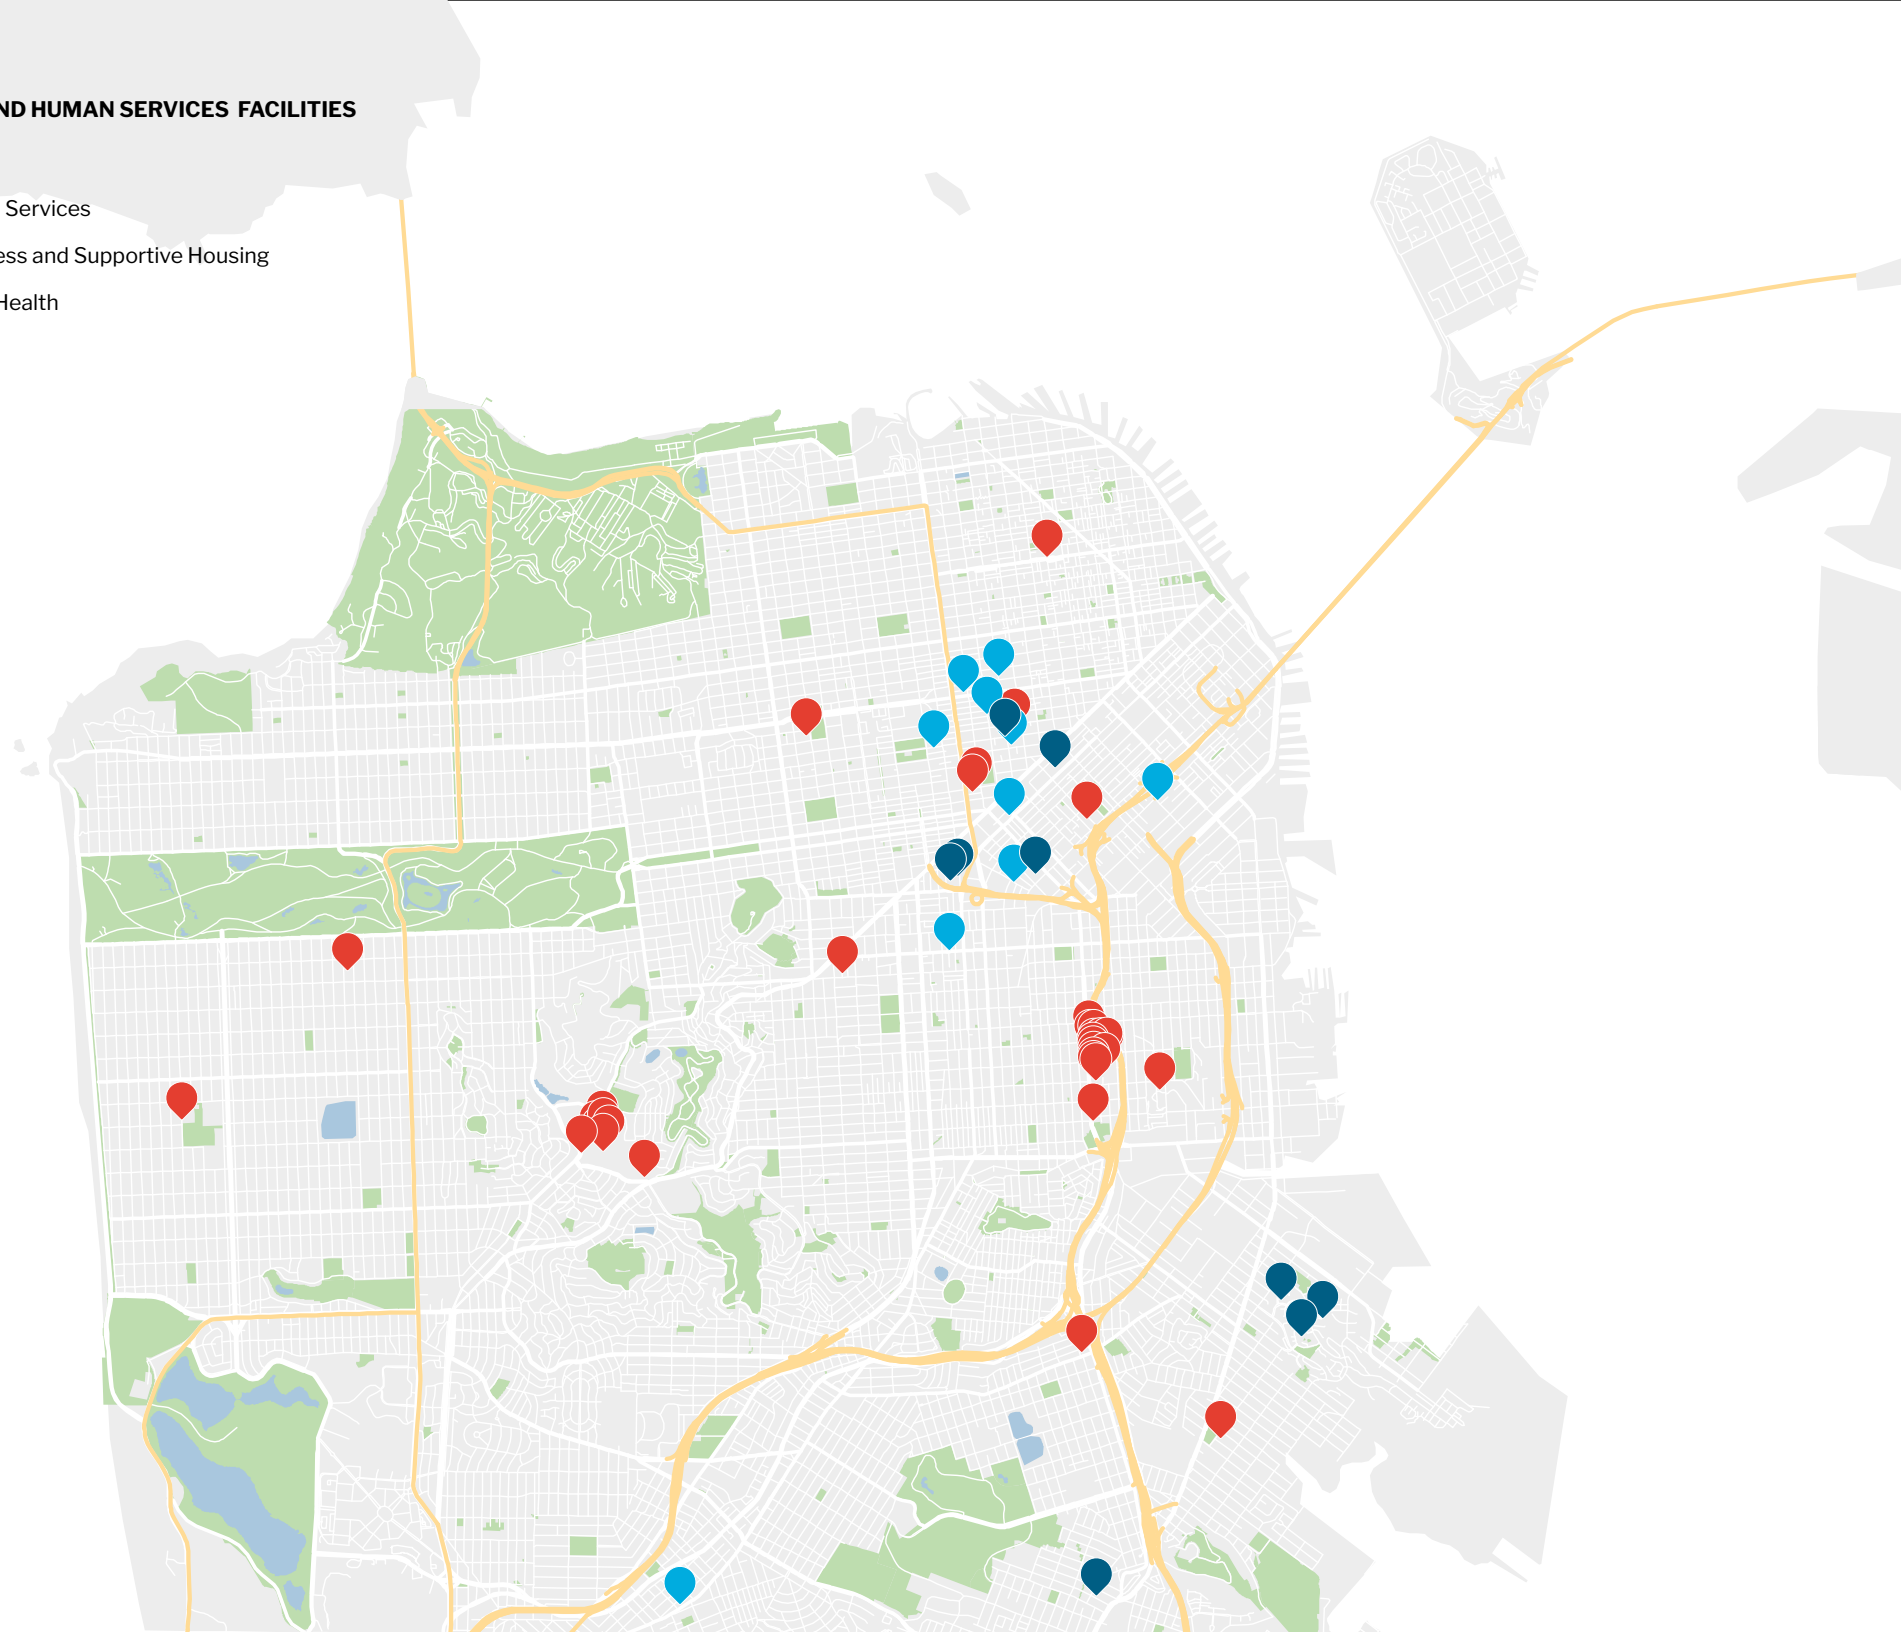 ND HUMAN SERVICES FACILITIES
Services
ess and Supportive Housing
Health